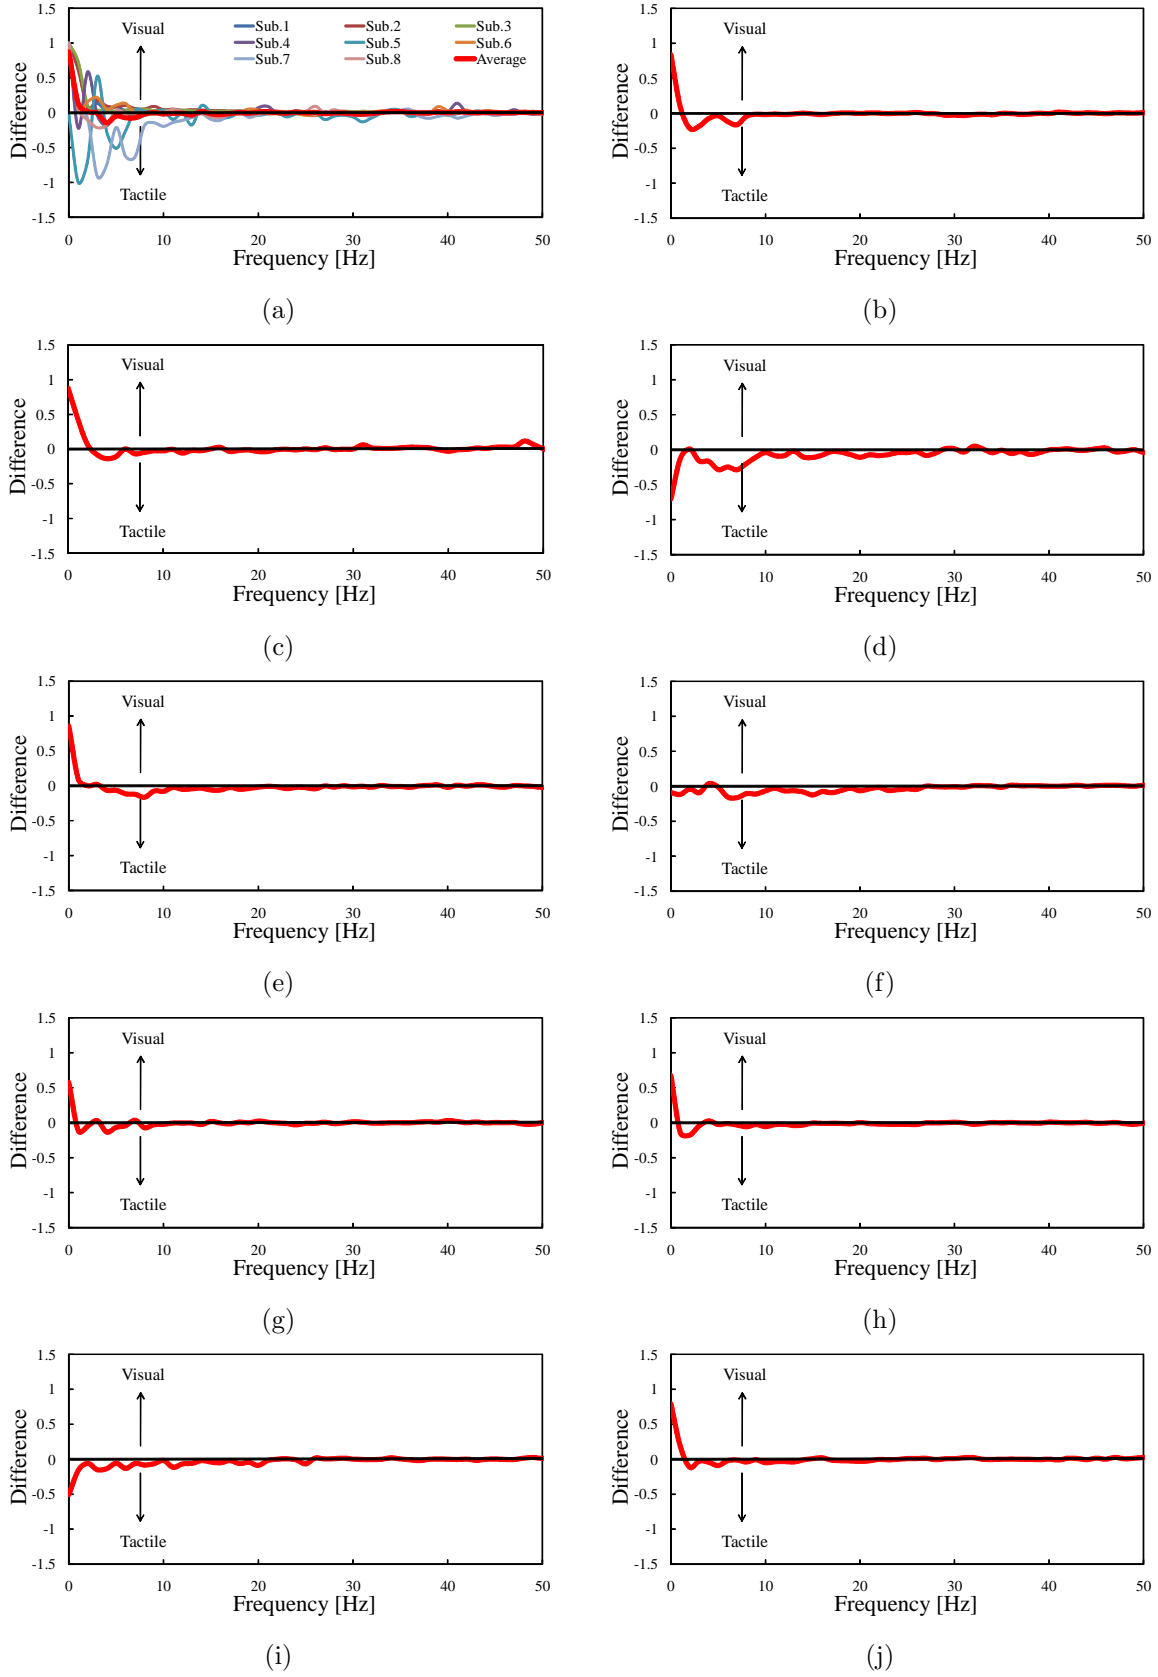 Visual
Sub.1 Sub.2 Sub.3
Sub.4 Sub.5 Sub.6
Sub.7 Sub.8 Average
Tactile
1.5
1
0.5
0
-0.5
-1
-1.5
Difference
0 10 20 30 40 50
Frequency [Hz]
(a)
Visual
Tactile
1.5
1
0.5
0
-0.5
-1
-1.5
Difference
0 10 20 30 40 50
Frequency [Hz]
(b)
Visual
Tactile
1.5
1
0.5
0
-0.5
-1
-1.5
Difference
0 10 20 30 40 50
Frequency [Hz]
(c)
Visual
Tactile
1.5
1
0.5
0
-0.5
-1
-1.5
Difference
0 10 20 30 40 50
Frequency [Hz]
(d)
Visual
Tactile
1.5
1
0.5
0
-0.5
-1
-1.5
Difference
0 10 20 30 40 50
Frequency [Hz]
(e)
Visual
Tactile
1.5
1
0.5
0
-0.5
-1
-1.5
Difference
0 10 20 30 40 50
Frequency [Hz]
(f)
Visual
Tactile
1.5
1
0.5
0
-0.5
-1
-1.5
Difference
0 10 20 30 40 50
Frequency [Hz]
(g)
Visual
Tactile
1.5
1
0.5
0
-0.5
-1
-1.5
Difference
0 10 20 30 40 50
Frequency [Hz]
(h)
Visual
Tactile
1.5
1
0.5
0
-0.5
-1
-1.5
Difference
0 10 20 30 40 50
Frequency [Hz]
(i)
Visual
Tactile
1.5
1
0.5
0
-0.5
-1
-1.5
Difference
0 10 20 30 40 50
Frequency [Hz]
(j)